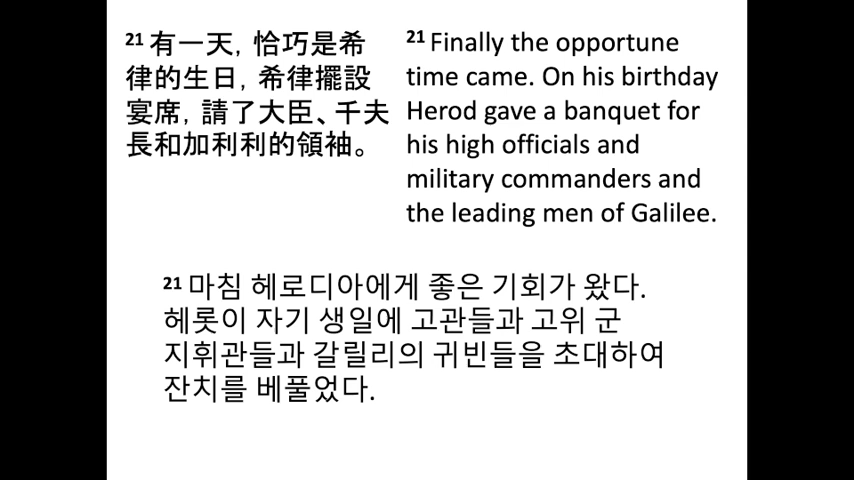 21 有一天，恰巧是希
律的生日，希律擺設
宴席，請了大臣、千夫
長和加利利的領袖。
21 Finally the opportune
time came. On his birthday
Herod gave a banquet for
his high officials and
military commanders and
the leading men of Galilee.
21 마침 헤로디아에게 좋은 기회가 왔다.
헤롯이 자기 생일에 고관들과 고위 군
지휘관들과 갈릴리의 귀빈들을 초대하여
잔치를 베풀었다.